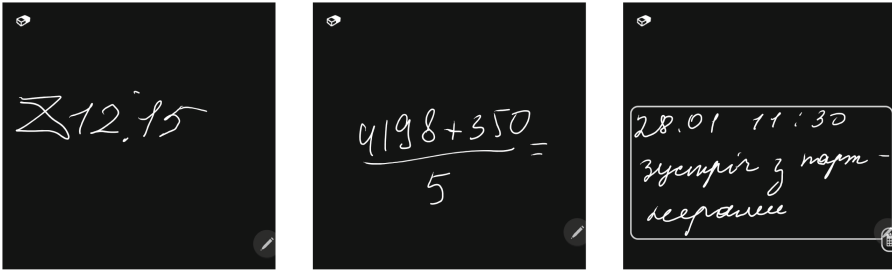 ⌛12:15
4198+350
5
=
28.01 11:30
зустріч з парт-
нерами